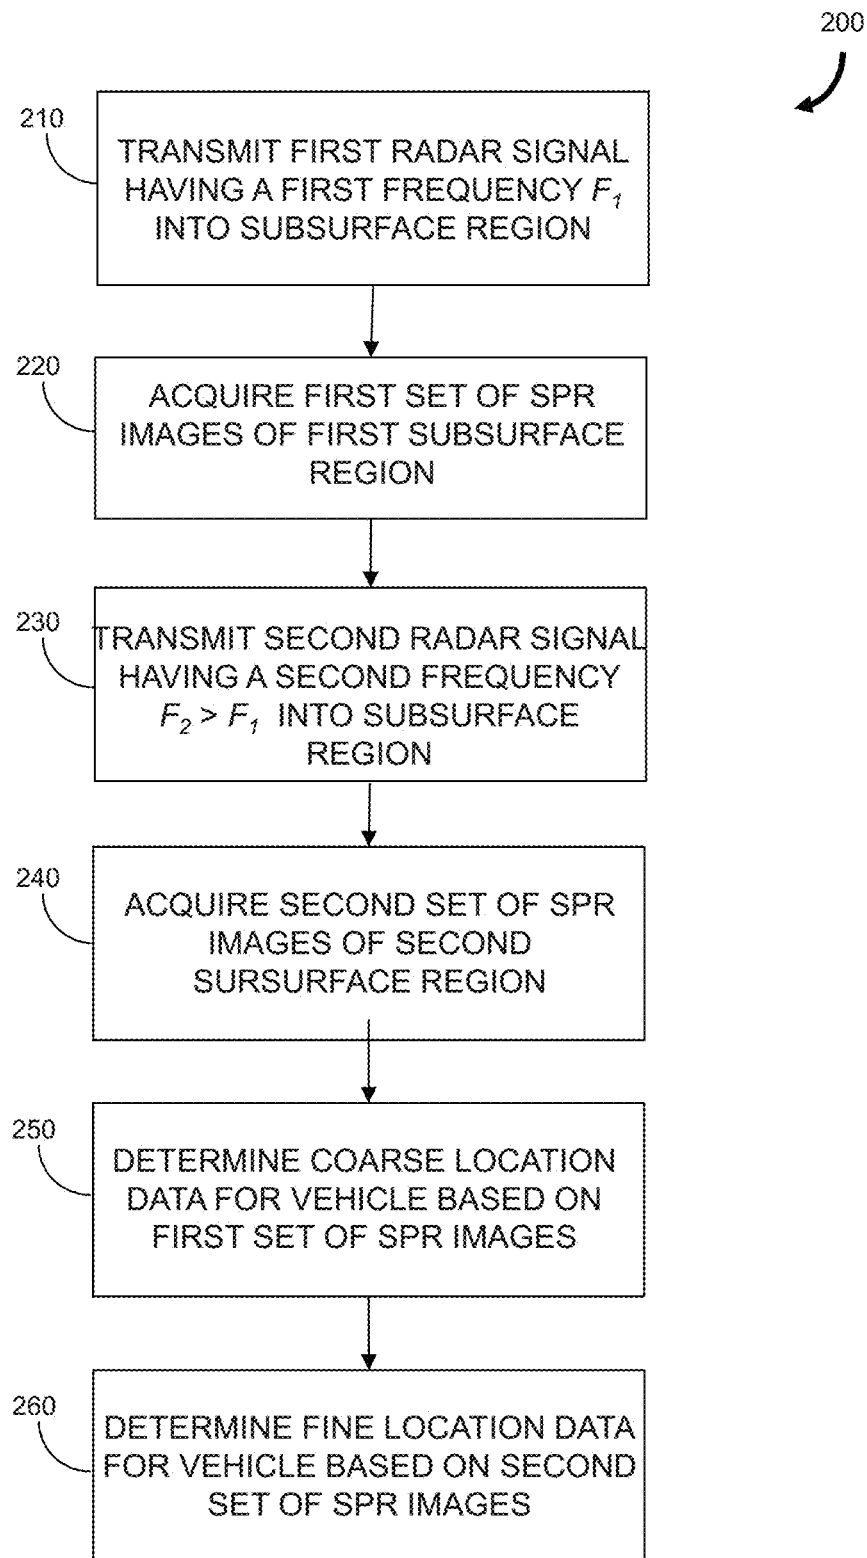 200
210
TRANSMIT FIRST RADAR SIGNAL
HAVING A FIRST FREQUENCY F₁
INTO SUBSURFACE REGION
220
ACQUIRE FIRST SET OF SPR
IMAGES OF FIRST SUBSURFACE
REGION
230
TRANSMIT SECOND RADAR SIGNAL
HAVING A SECOND FREQUENCY
F₂ > F₁ INTO SUBSURFACE
REGION
240
ACQUIRE SECOND SET OF SPR
IMAGES OF SECOND
SURSURFACE REGION
250
DETERMINE COARSE LOCATION
DATA FOR VEHICLE BASED ON
FIRST SET OF SPR IMAGES
260
DETERMINE FINE LOCATION DATA
FOR VEHICLE BASED ON SECOND
SET OF SPR IMAGES